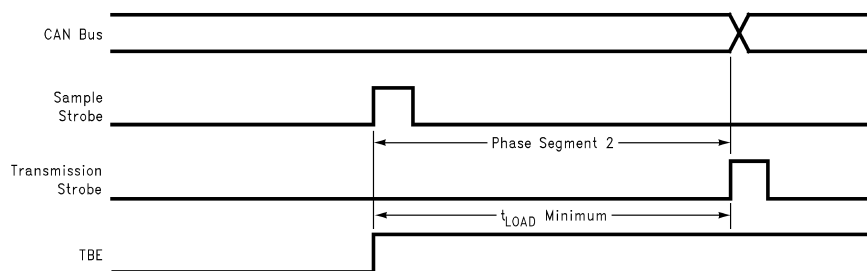 CAN Bus
Sample
Strobe
Phase Segment 2
Transmission
Strobe
tLOAD Minimum
TBE